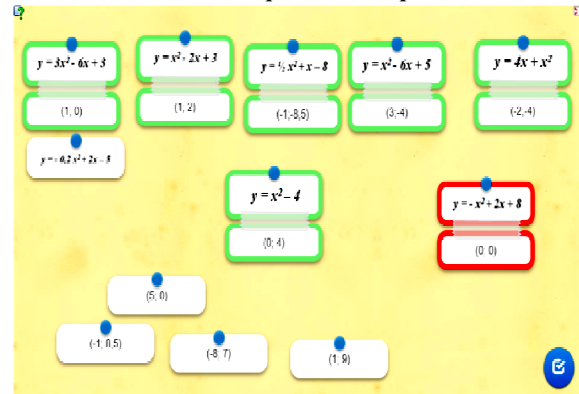 y = 3x² - 6x + 3
y = x² - 2x + 3
y = ½ x² + x – 8
y = x² - 6x + 5
y = 4x + x²
(1; 0)
(1; 2)
(-1;-8,5)
(3;-4)
(-2;-4)
y = - 0,2 x² + 2x – 5
y = x² – 4
y = - x² + 2x + 8
(0; 4)
(0; 0)
(5; 0)
(-1; 8,5)
(-8; 7)
(1; 9)